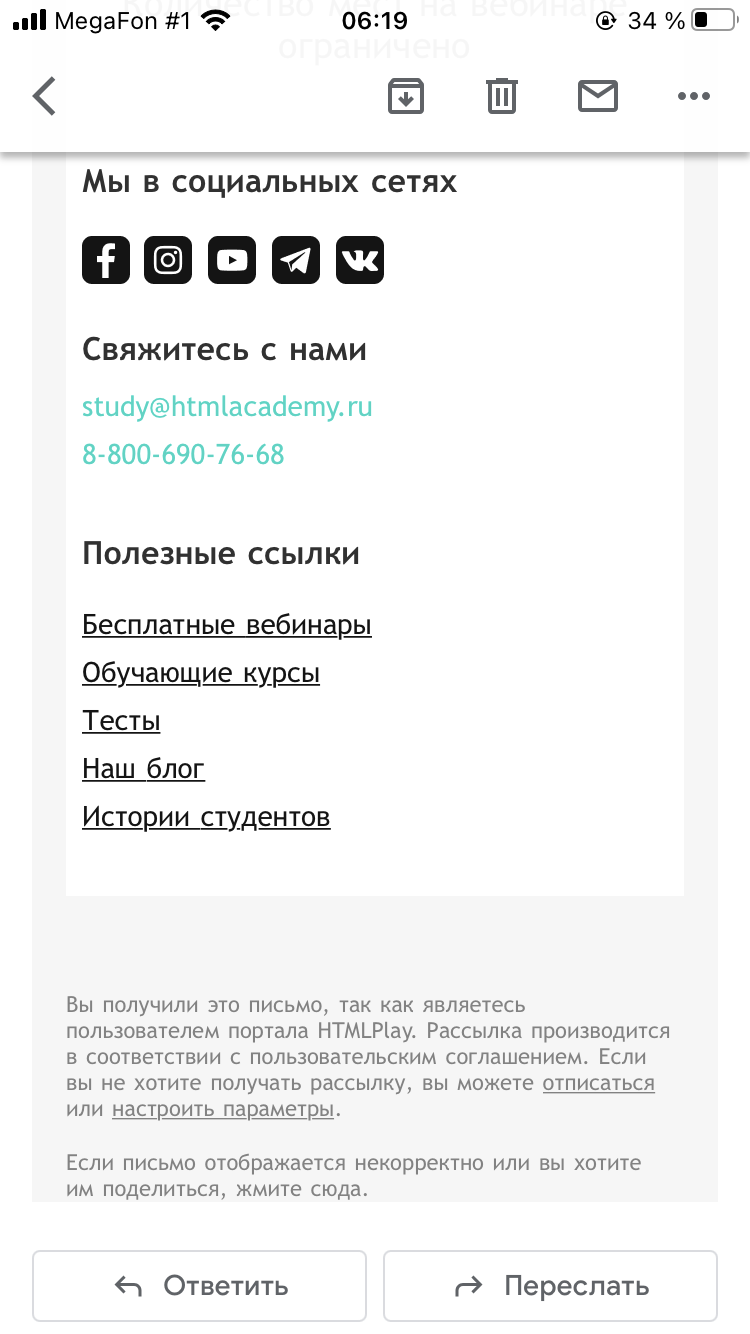 MegaFon #1 06:19 34 %
Количество мест на вебинаре
ограничено
Мы в социальных сетях
Свяжитесь с нами
study@htmlacademy.ru
8-800-690-76-68
Полезные ссылки
Бесплатные вебинары
Обучающие курсы
Тесты
Наш блог
Истории студентов
Вы получили это письмо, так как являетесь
пользователем портала HTMLPlay. Рассылка производится
в соответствии с пользовательским соглашением. Если
вы не хотите получать рассылку, вы можете отписаться
или настроить параметры.
Если письмо отображается некорректно или вы хотите
им поделиться, жмите сюда.
Ответить Переслать